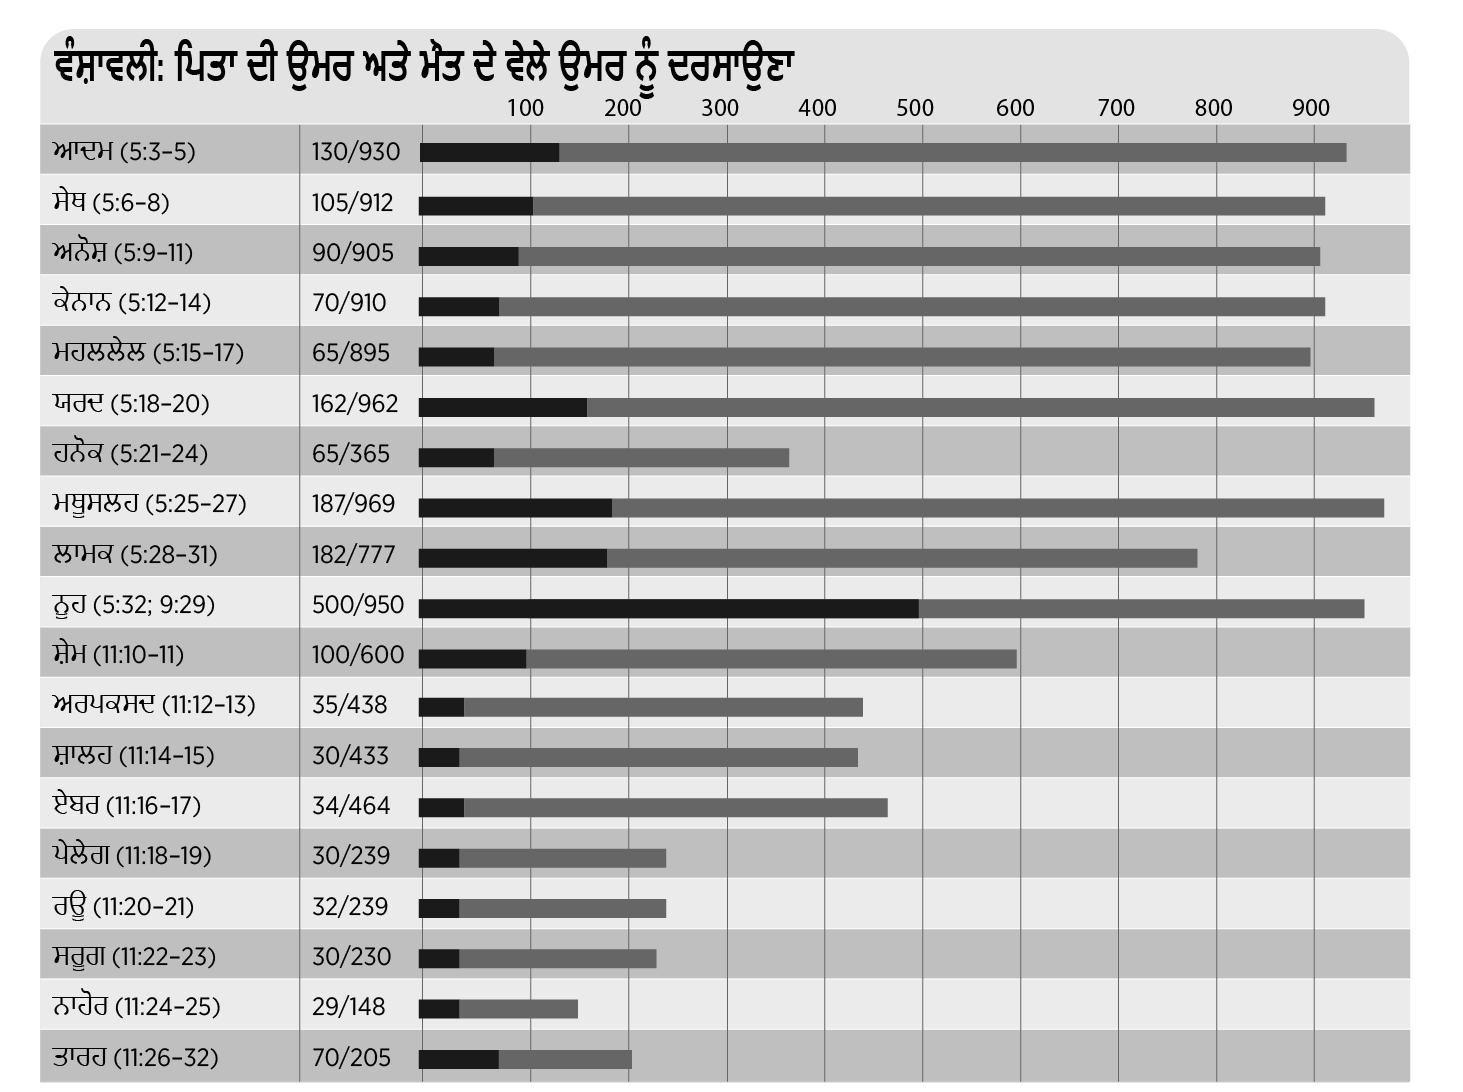 ਵੰਸ਼ਾਵਲੀ: ਪਿਤਾ ਦੀ ਉਮਰ ਅਤੇ ਮੌਤ ਦੇ ਵੇਲੇ ਉਮਰ ਨੂੰ ਦਰਸਾਉਣਾ
100 200 300 400 500 600 700 800 900
ਆਦਮ (5:3–5) 130/930
ਸੇਥ (5:6–8) 105/912
ਅਨੋਸ਼ (5:9–11) 90/905
ਕੇਨਾਨ (5:12–14) 70/910
ਮਹਲਲੇਲ (5:15–17) 65/895
ਯਰਦ (5:18–20) 162/962
ਹਨੋਕ (5:21–24) 65/365
ਮਥੂਸਲਹ (5:25–27) 187/969
ਲਾਮਕ (5:28–31) 182/777
ਨੂਹ (5:32; 9:29) 500/950
ਸ਼ੇਮ (11:10–11) 100/600
ਅਰਪਕਸਦ (11:12–13) 35/438
ਸ਼ਾਲਹ (11:14–15) 30/433
ਏਬਰ (11:16–17) 34/464
ਪੇਲੇਗ (11:18–19) 30/239
ਰਊ (11:20–21) 32/239
ਸਰੂਗ (11:22–23) 30/230
ਨਾਹੋਰ (11:24–25) 29/148
ਤਾਰਹ (11:26–32) 70/205